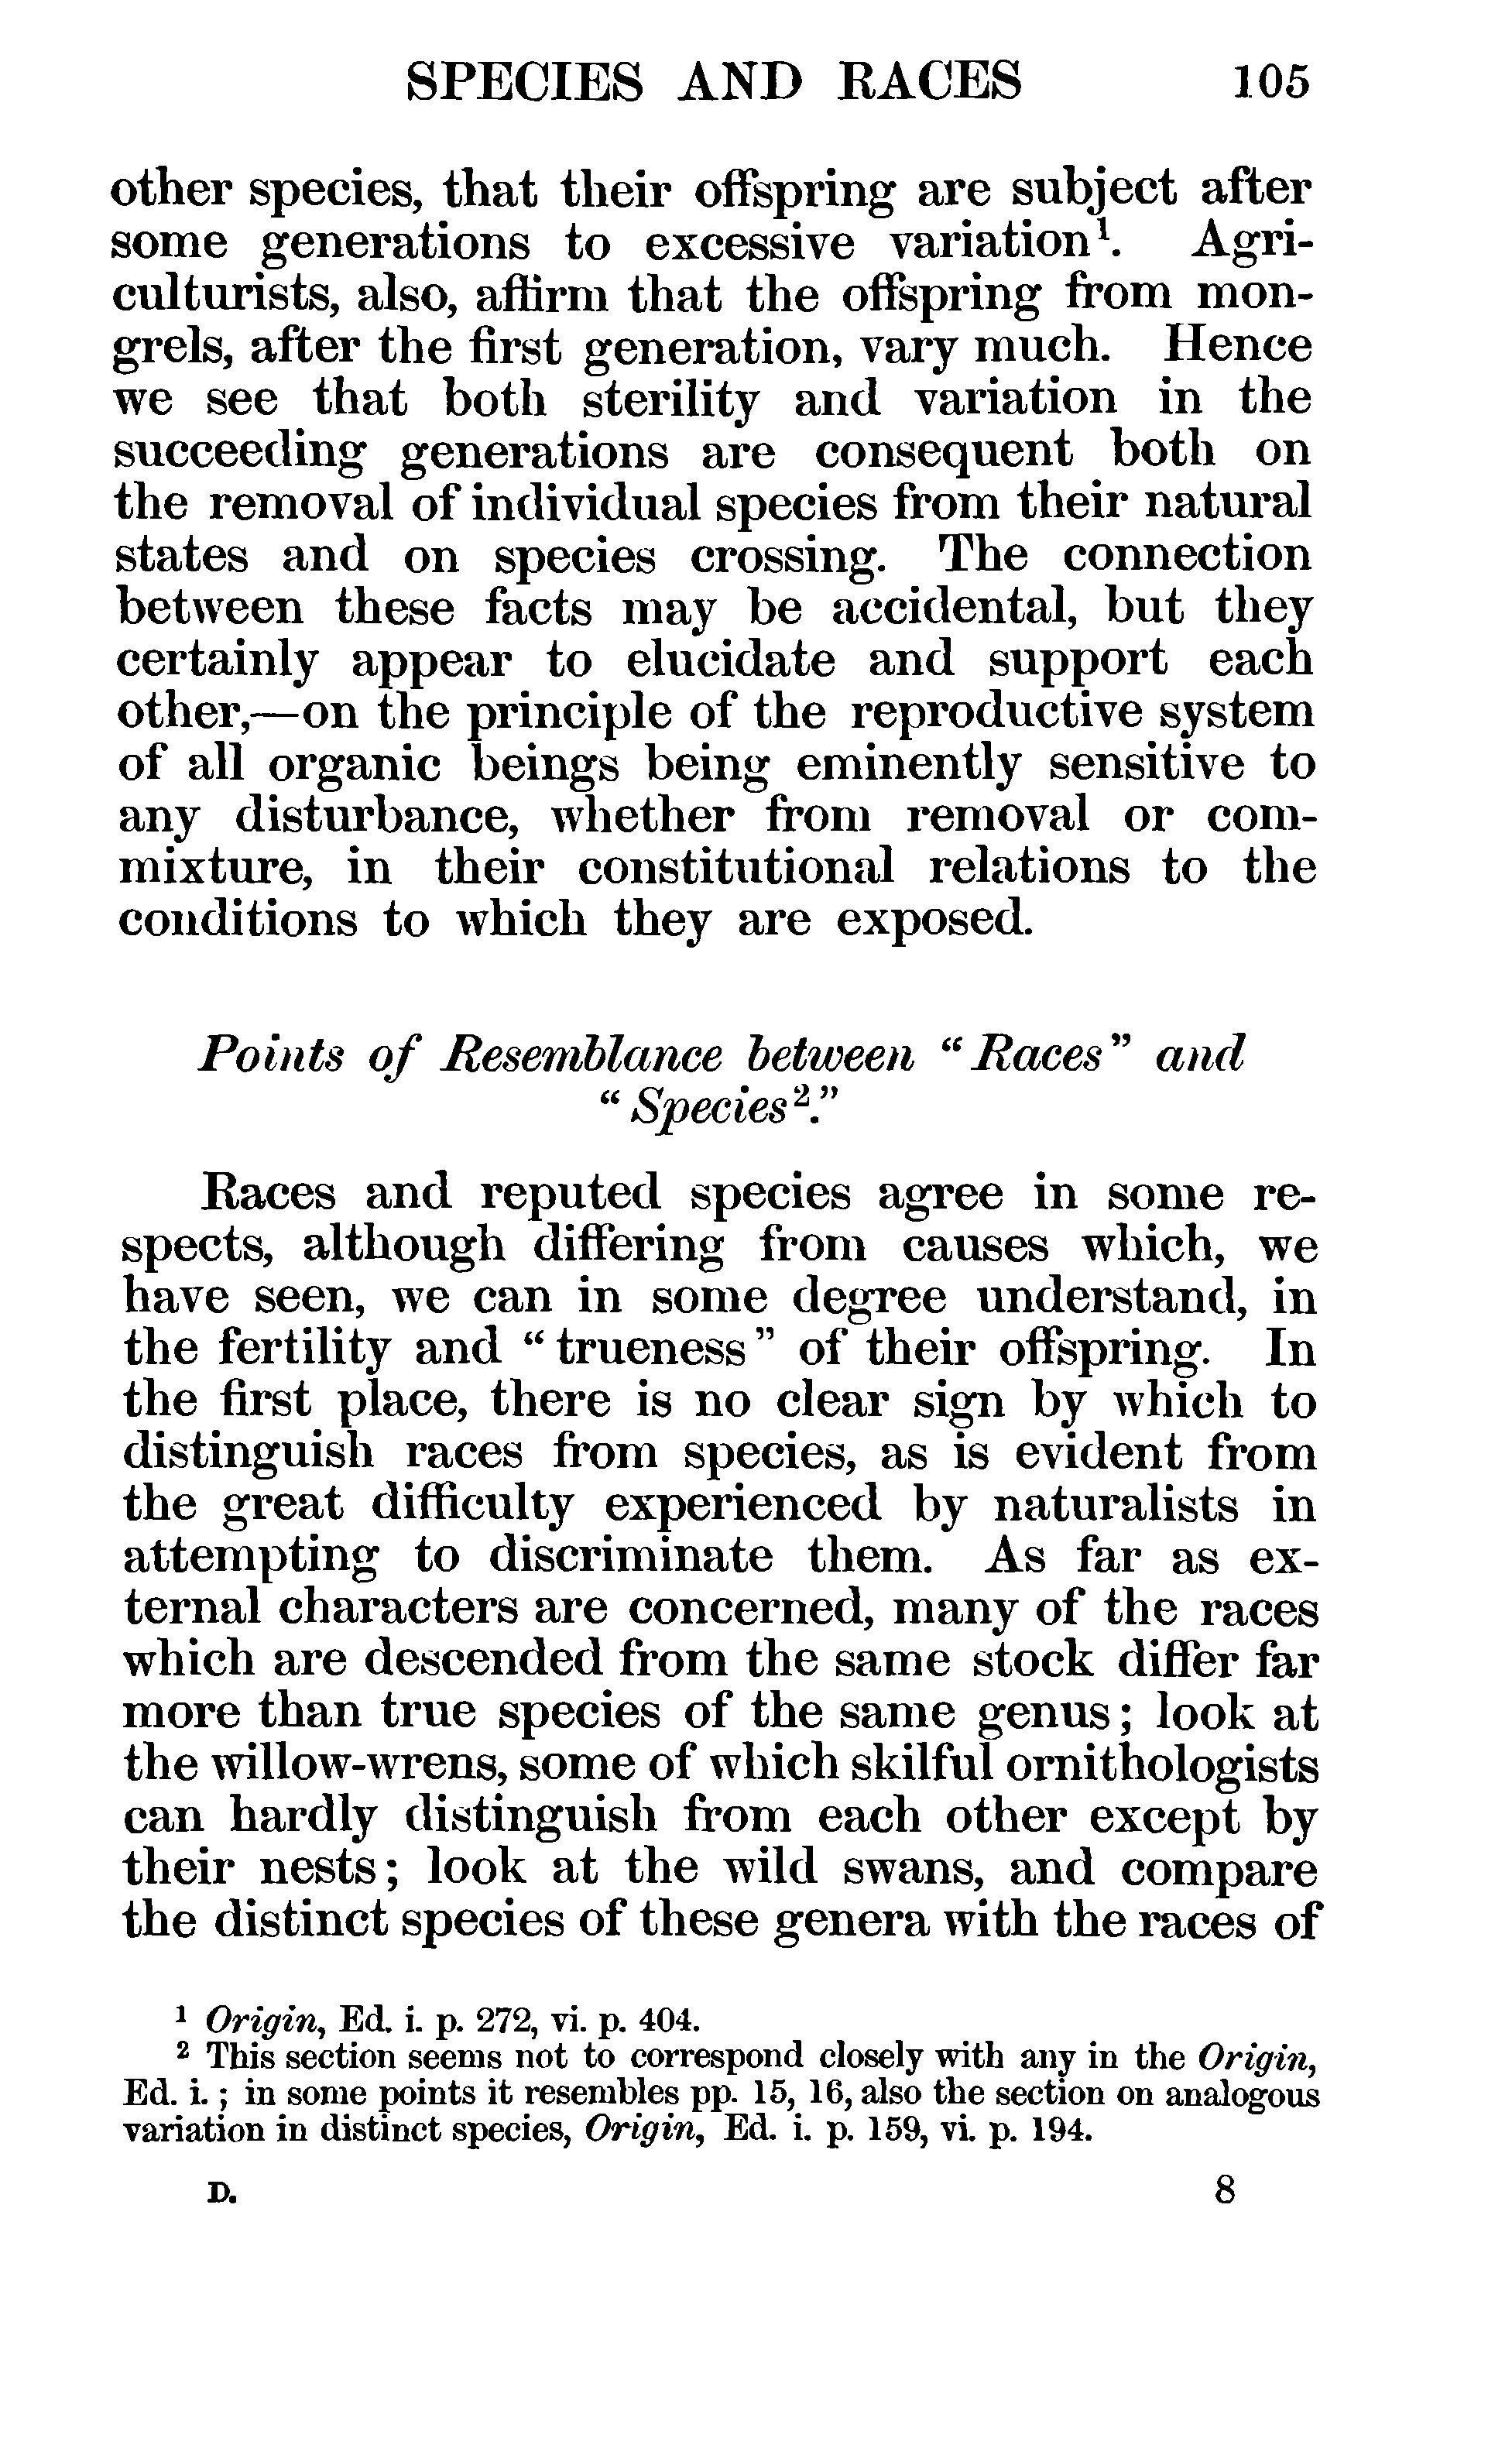 SPECIES AND RACES 105
other species, that their offspring are subject after
some generations to excessive variation¹. Agri-
culturists, also, affirm that the offspring from mon-
grels, after the first generation, vary much. Hence
we see that both sterility and variation in the
succeeding generations are consequent both on
the removal of individual species from their natural
states and on species crossing. The connection
between these facts may be accidental, but they
certainly appear to elucidate and support each
other,—on the principle of the reproductive system
of all organic beings being eminently sensitive to
any disturbance, whether from removal or com-
mixture, in their constitutional relations to the
conditions to which they are exposed.
Points of Resemblance between “Races” and
“Species².”
Races and reputed species agree in some re-
spects, although differing from causes which, we
have seen, we can in some degree understand, in
the fertility and “trueness” of their offspring. In
the first place, there is no clear sign by which to
distinguish races from species, as is evident from
the great difficulty experienced by naturalists in
attempting to discriminate them. As far as ex-
ternal characters are concerned, many of the races
which are descended from the same stock differ far
more than true species of the same genus; look at
the willow-wrens, some of which skilful ornithologists
can hardly distinguish from each other except by
their nests; look at the wild swans, and compare
the distinct species of these genera with the races of
¹ Origin, Ed. i. p. 272, vi. p. 404.
² This section seems not to correspond closely with any in the Origin,
Ed. i.; in some points it resembles pp. 15, 16, also the section on analogous
variation in distinct species, Origin, Ed. i. p. 159, vi. p. 194.
D. 8